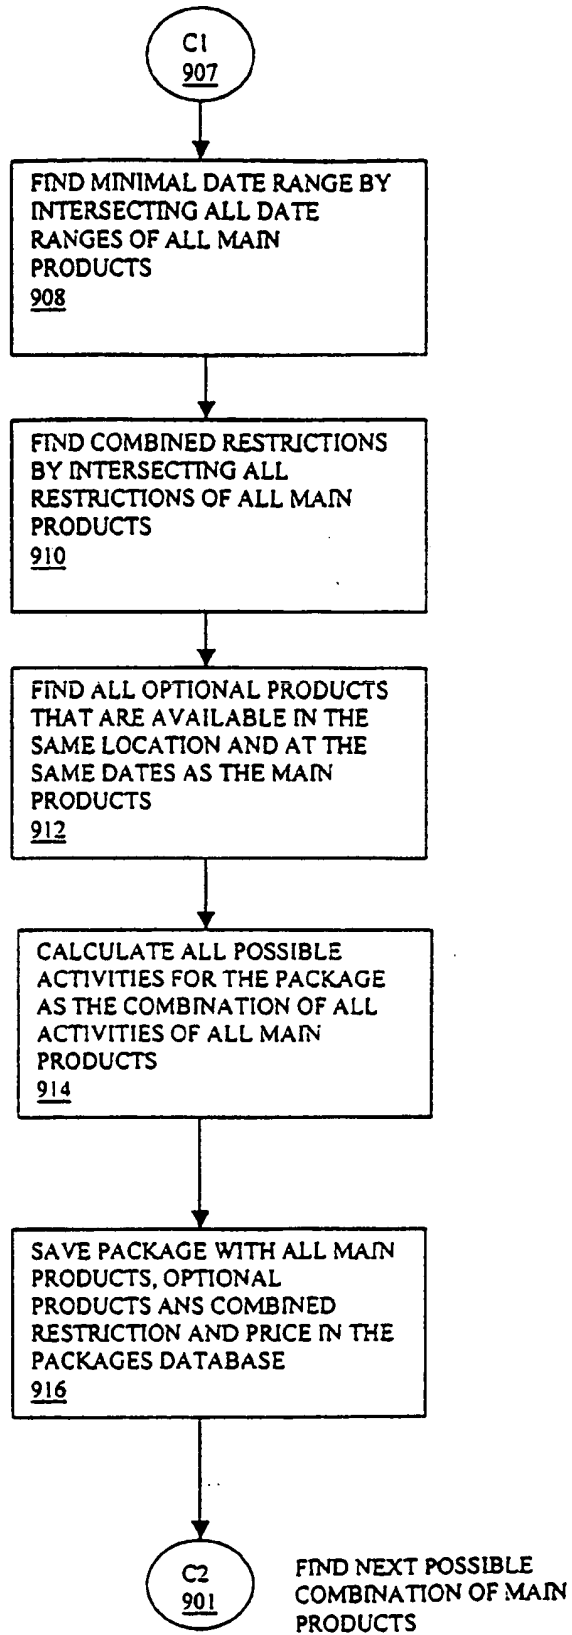 C1
907
FIND MINIMAL DATE RANGE BY
INTERSECTING ALL DATE
RANGES OF ALL MAIN
PRODUCTS
908
FIND COMBINED RESTRICTIONS
BY INTERSECTING ALL
RESTRICTIONS OF ALL MAIN
PRODUCTS
910
FIND ALL OPTIONAL PRODUCTS
THAT ARE AVAILABLE IN THE
SAME LOCATION AND AT THE
SAME DATES AS THE MAIN
PRODUCTS
912
CALCULATE ALL POSSIBLE
ACTIVITIES FOR THE PACKAGE
AS THE COMBINATION OF ALL
ACTIVITIES OF ALL MAIN
PRODUCTS
914
SAVE PACKAGE WITH ALL MAIN
PRODUCTS, OPTIONAL
PRODUCTS ANS COMBINED
RESTRICTION AND PRICE IN THE
PACKAGES DATABASE
916
C2
901
FIND NEXT POSSIBLE
COMBINATION OF MAIN
PRODUCTS